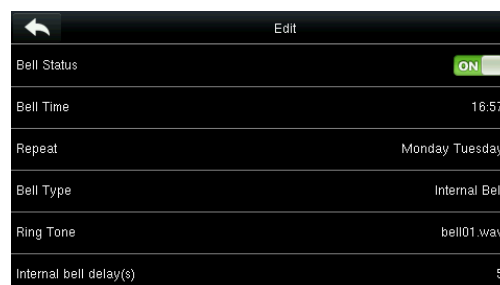 Edit
Bell Status ON
Bell Time 16:57
Repeat Monday Tuesday
Bell Type Internal Bel
Ring Tone bell01.wav
Internal bell delay(s) 5